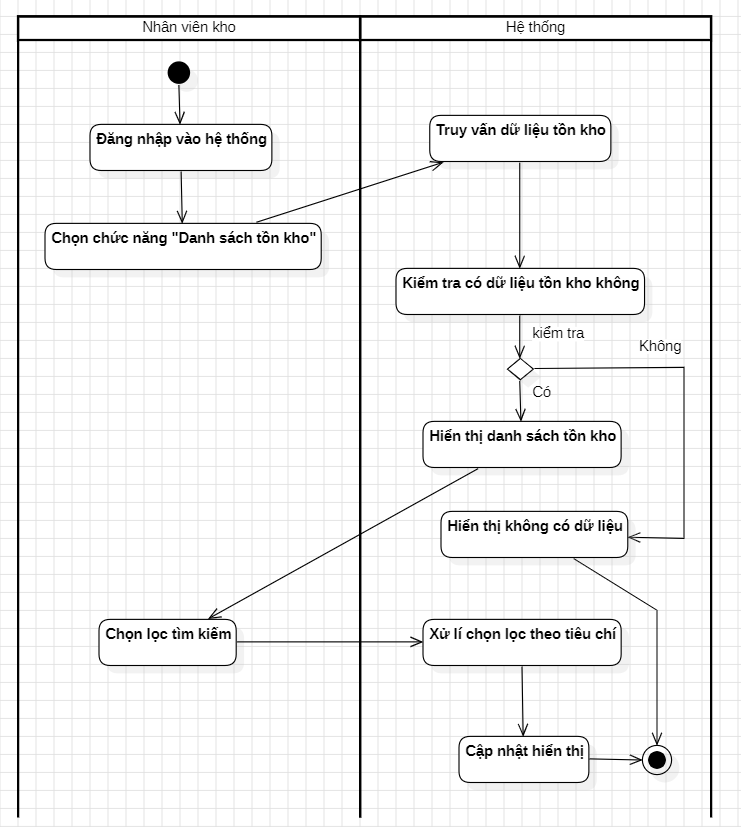 Nhân viên kho
Hệ thống
Đăng nhập vào hệ thống
Truy vấn dữ liệu tồn kho
Chọn chức năng "Danh sách tồn kho"
Kiểm tra có dữ liệu tồn kho không
kiểm tra
Không
Có
Hiển thị danh sách tồn kho
Hiển thị không có dữ liệu
Chọn lọc tìm kiếm
Xử lí chọn lọc theo tiêu chí
Cập nhật hiển thị